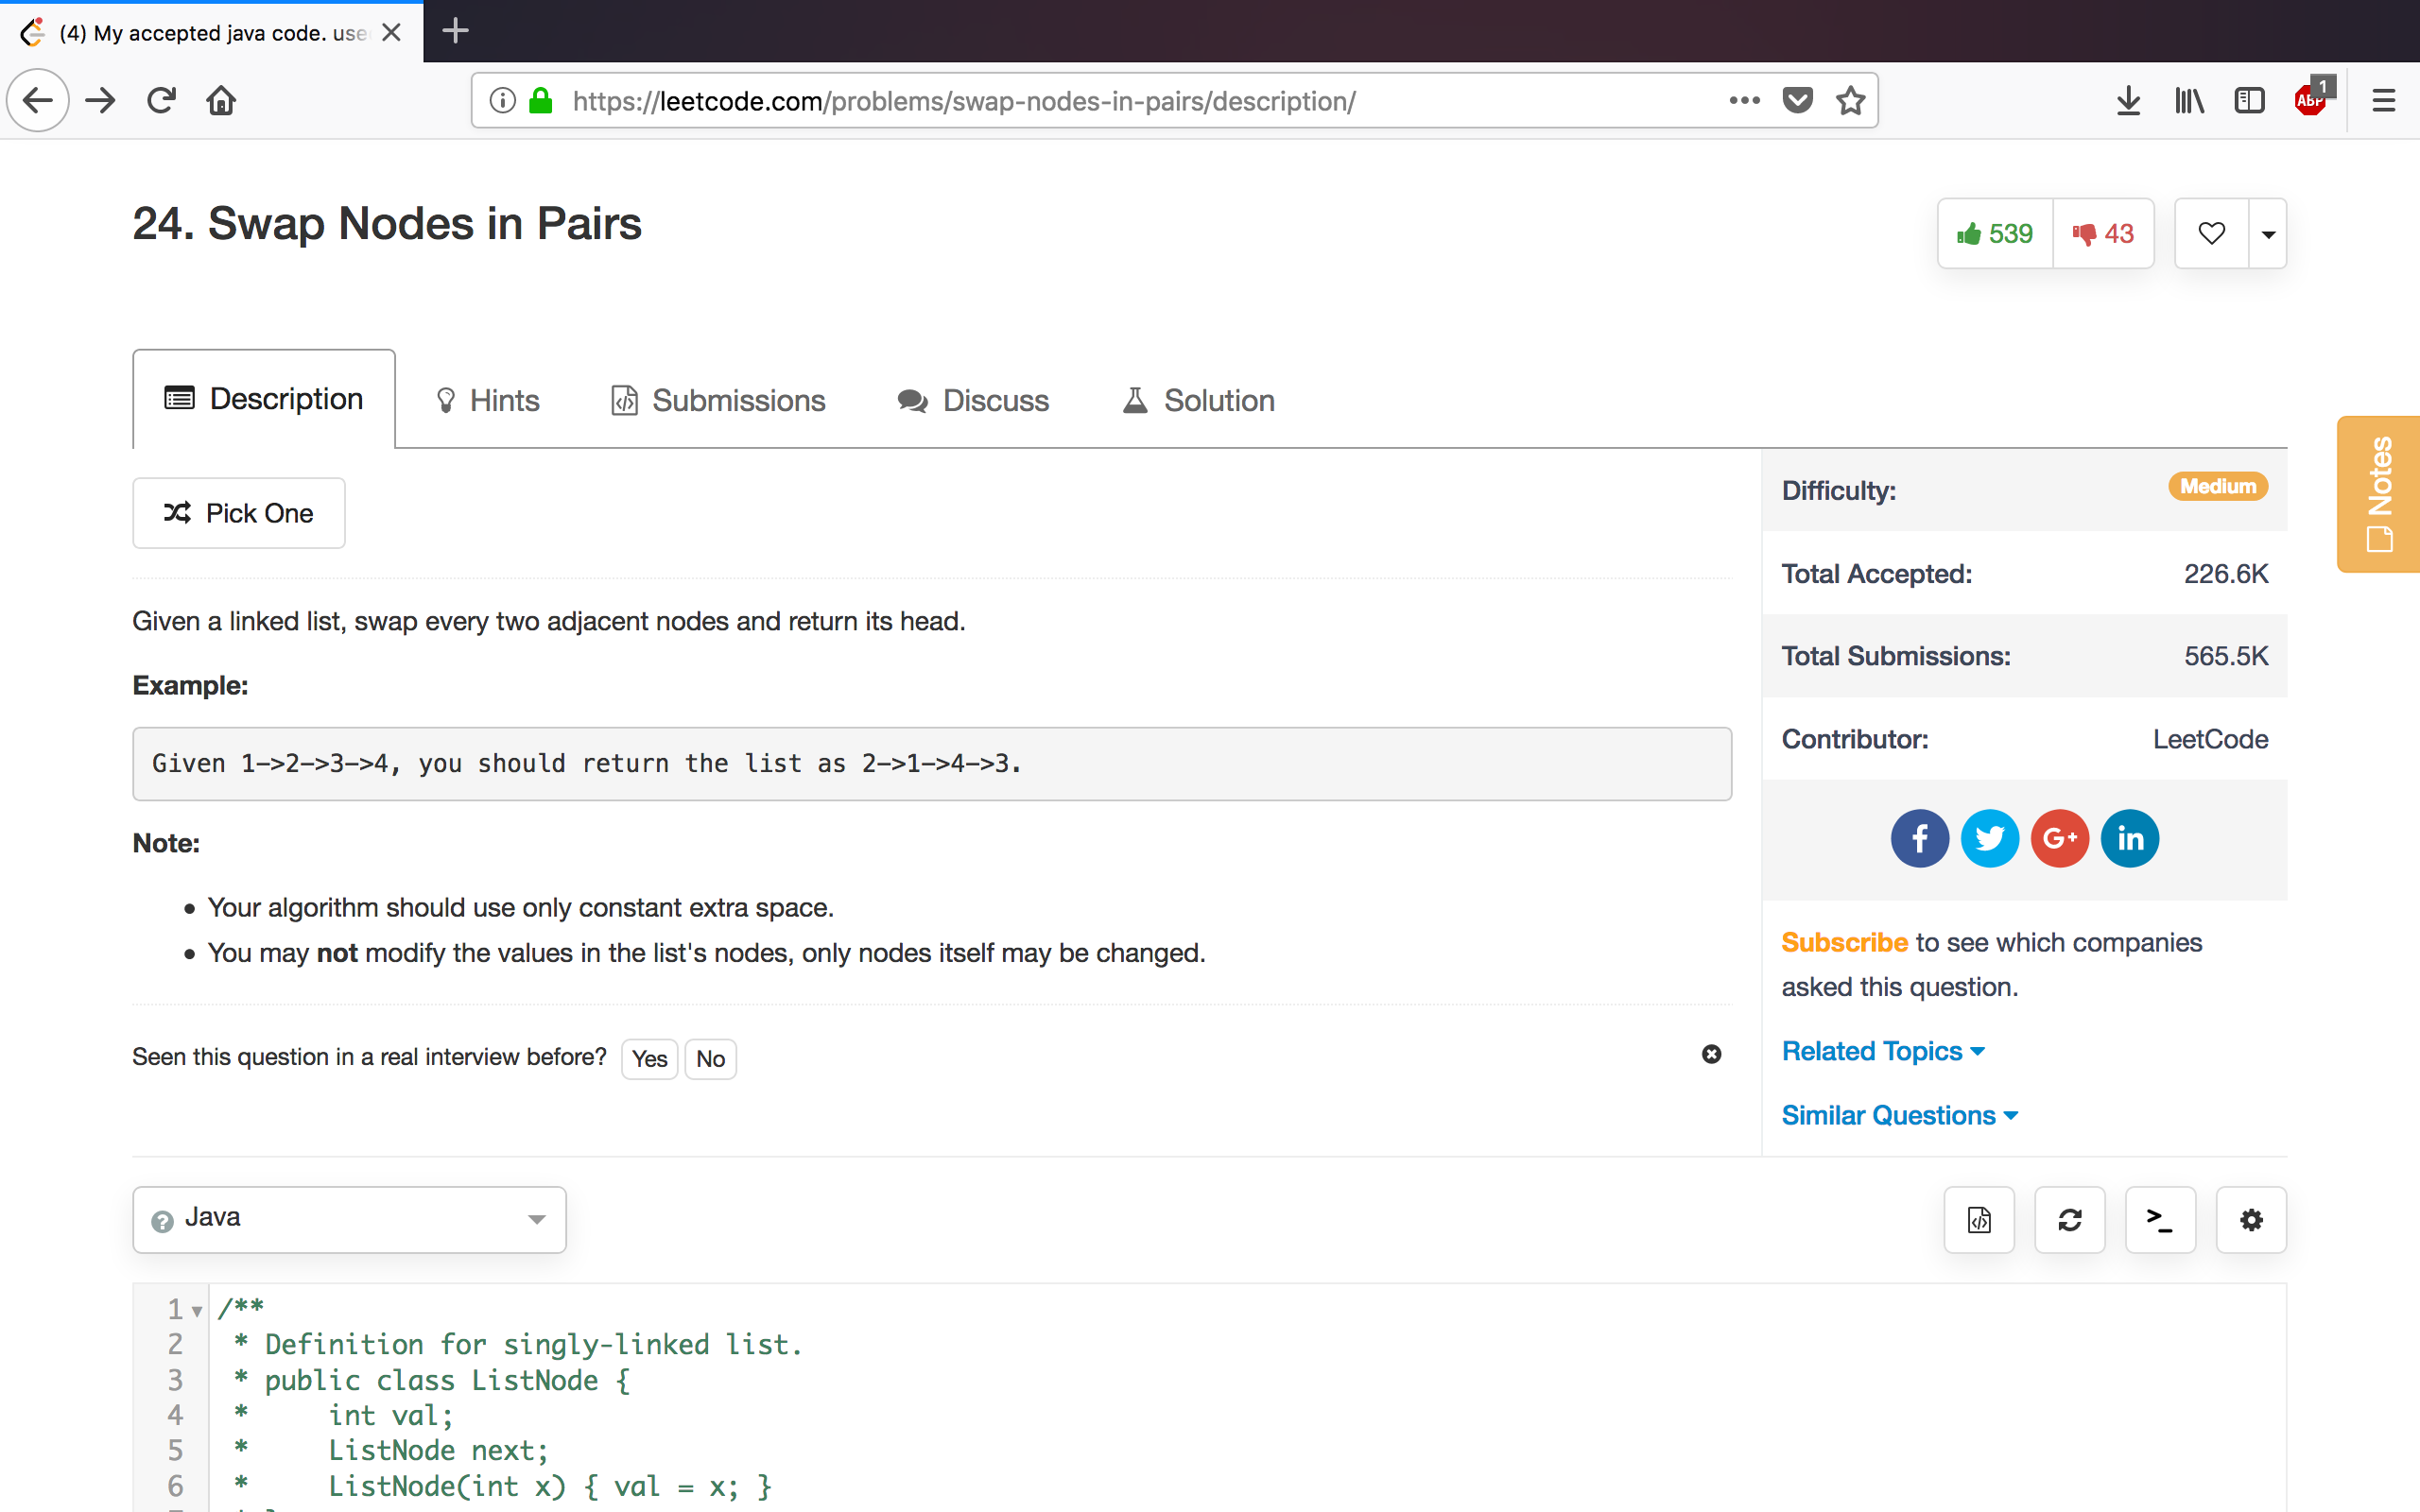 (4) My accepted java code. use
https://leetcode.com/problems/swap-nodes-in-pairs/description/
ABP
1
24. Swap Nodes in Pairs
539
43
Description
Hints
Submissions
Discuss
Solution
Notes
Pick One
Given a linked list, swap every two adjacent nodes and return its head.
Example:
Given 1->2->3->4, you should return the list as 2->1->4->3.
Note:
Your algorithm should use only constant extra space.
You may not modify the values in the list's nodes, only nodes itself may be changed.
Seen this question in a real interview before? Yes No
Difficulty: Medium
Total Accepted: 226.6K
Total Submissions: 565.5K
Contributor: LeetCode
f G+ in
Subscribe to see which companies
asked this question.
Related Topics
Similar Questions
? Java
>_
1 /**
2 * Definition for singly-linked list.
3 * public class ListNode {
4 * int val;
5 * ListNode next;
6 * ListNode(int x) { val = x; }